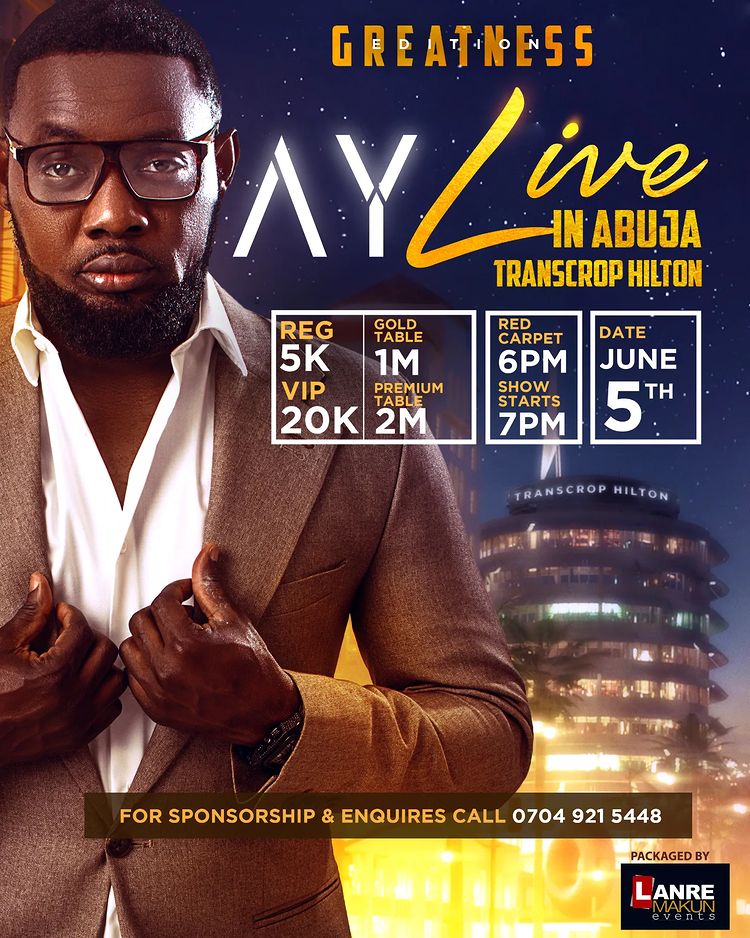 GREATNESS
EDITION
AY Live
IN ABUJA
TRANSCROP HILTON
REG
5K
VIP
20K
GOLD
TABLE
1M
PREMIUM
TABLE
2M
RED
CARPET
6PM
SHOW
STARTS
7PM
DATE
JUNE
5TH
TRANSCROP HILTON
FOR SPONSORSHIP & ENQUIRES CALL 0704 921 5448
PACKAGED BY
LANRE
MAKUN
events